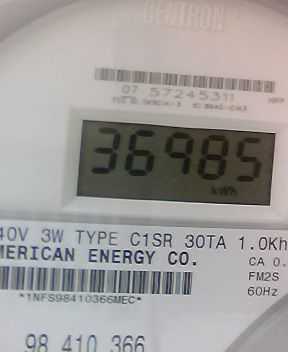 CENTRON
07 57245311
36985
kWh
40V 3W TYPE C1SR 30TA 1.0Kh
MERICAN ENERGY CO.
CA 0.
FM2S
60Hz
*1NFS98410366MEC*
98 410 366